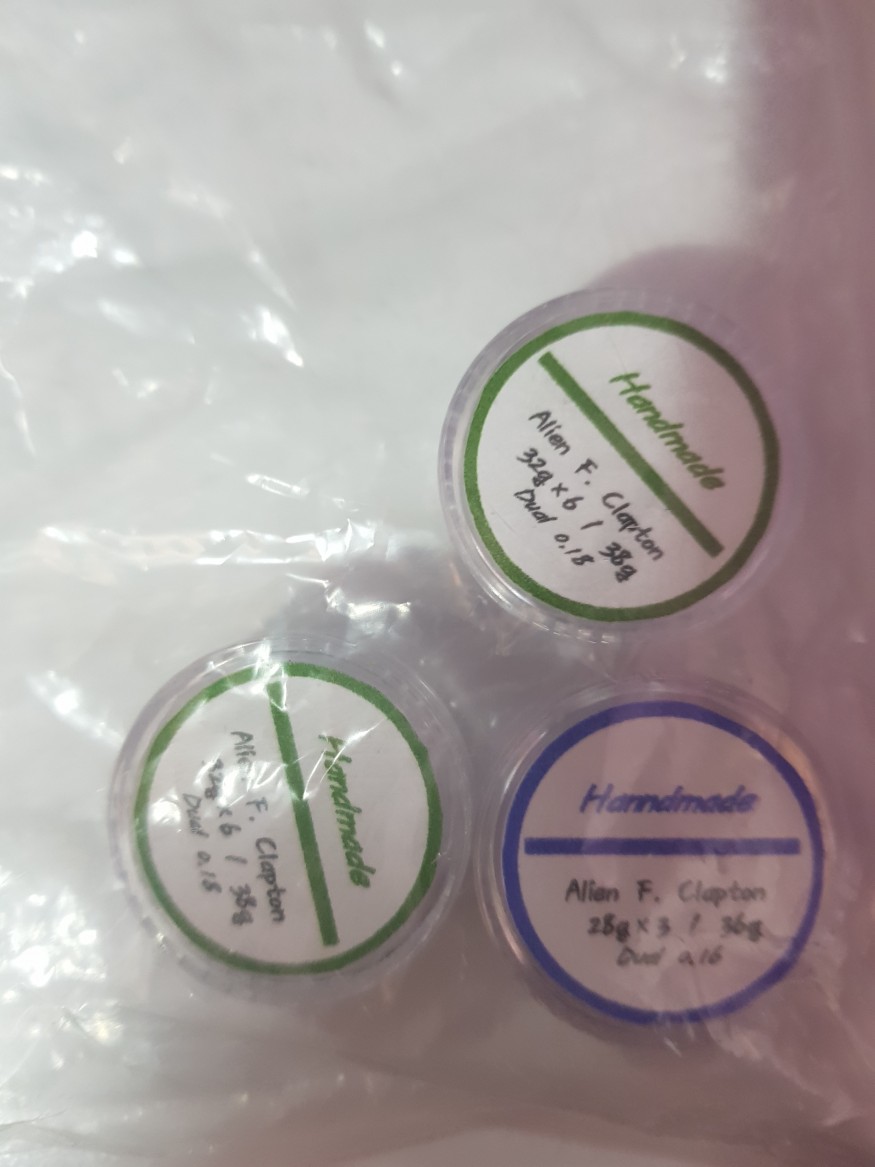 Handmade
Alien F. Clapton
32g x 6 / 38g
Dual 0.18
Handmade
Alien F. Clapton
32g x 6 / 38g
Dual 0.18
Hanndmade
Alien F. Clapton
28g x 3 / 36g
Dual 0.16